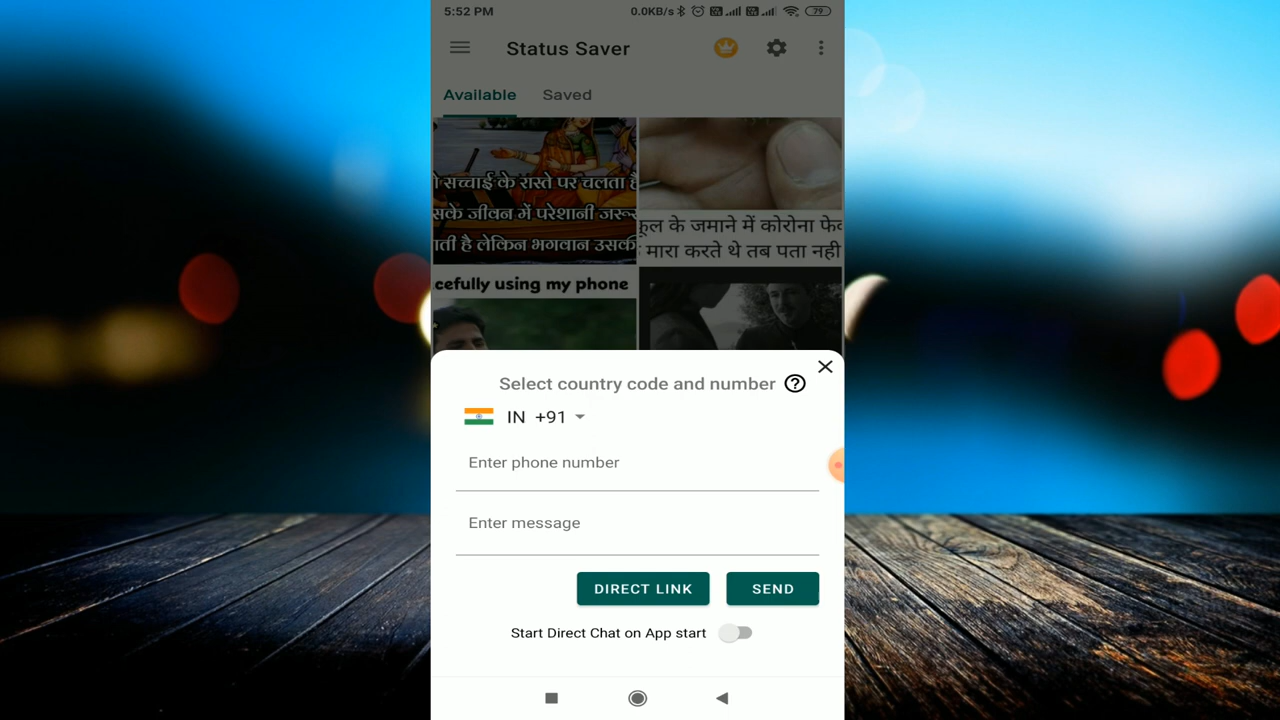 5:52 PM
0.0KB/s
79
Status Saver
Available
Saved
सच्चाई के रास्ते पर चलता है
सके जीवन में परेशानी जरूर
ाती है लेकिन भगवान उसकी
के जमाने में कोरोना
मारा करते थे तब पता नही
cefully using my phone
Select country code and number
IN +91
Enter phone number
Enter message
DIRECT LINK
SEND
Start Direct Chat on App start